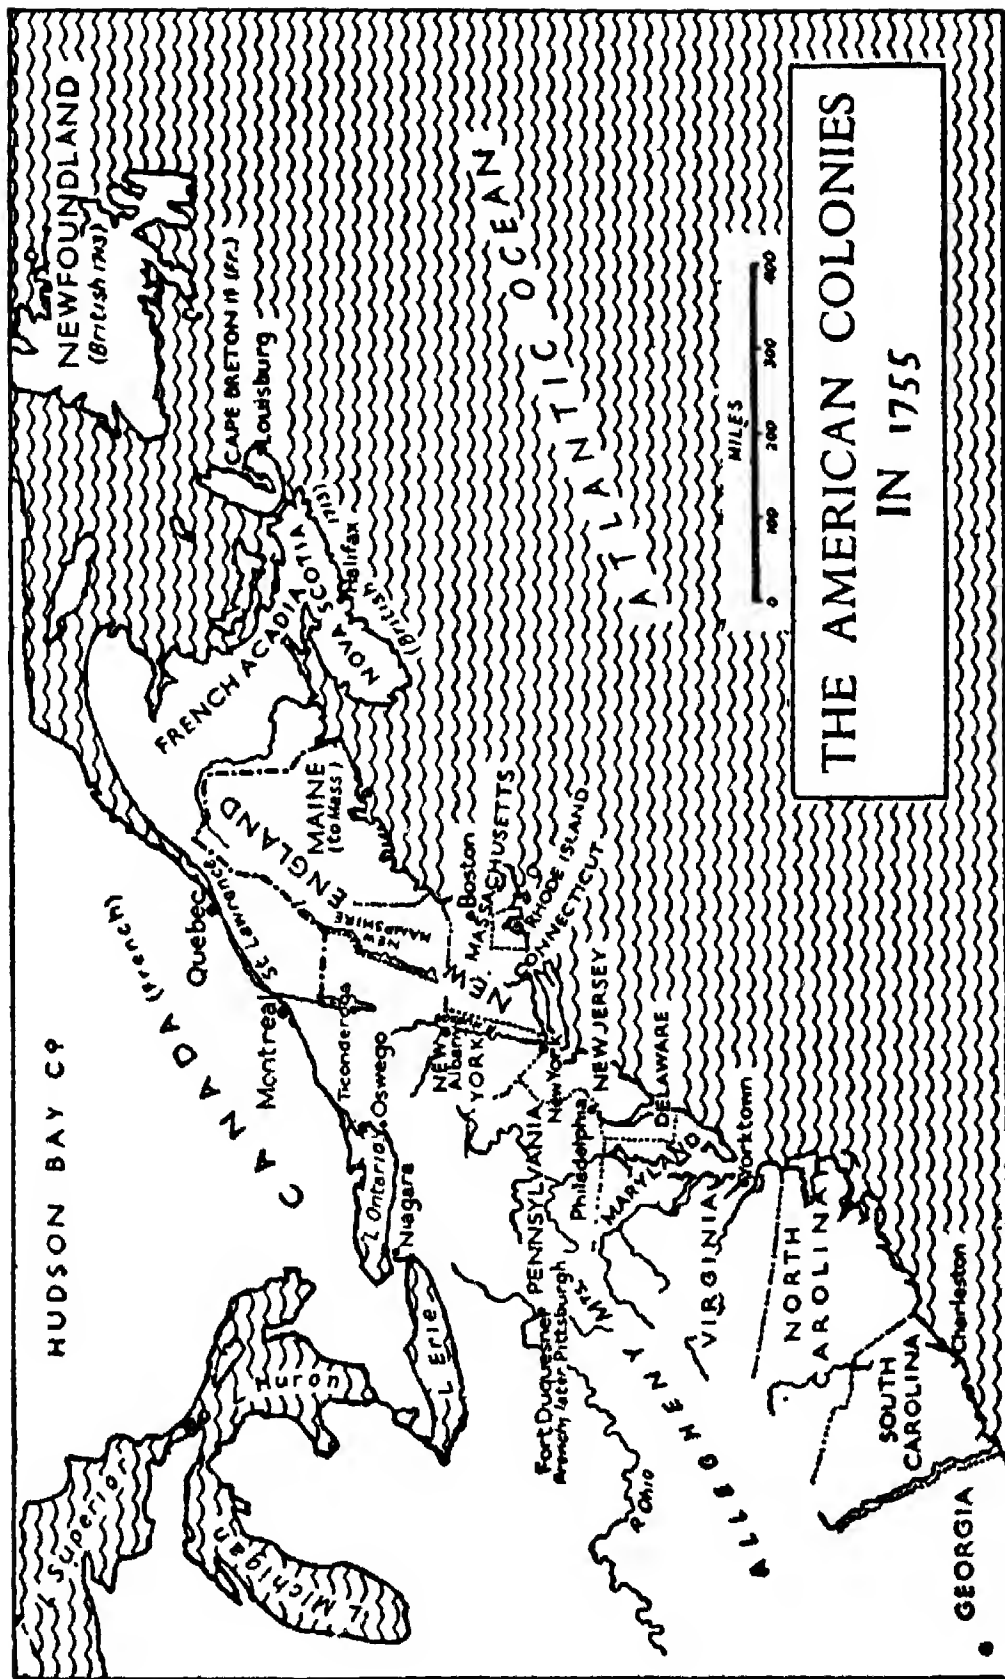 HUDSON BAY Cº
NEWFOUNDLAND
(British 1713)
L Superior
L Michigan
L Huron
L Erie
L Ontario
CANADA (French)
Quebec
St. Lawrence
Montreal
CAPE BRETON Iˢ (Fr.)
Louisburg
FRENCH ACADIA
NOVA SCOTIA
(British 1713)
Halifax
NEW ENGLAND
MAINE
(to Mass)
NEW
HAMPSHIRE
Boston
MASSACHUSETTS
RHODE ISLAND
CONNECTICUT
Ticonderoga
Oswego
Niagara
NEW
Albany
YORK
New York
NEW JERSEY
PENNSYLVANIA
Philadelphia
DELAWARE
MARYLAND
Fort Duquesne
French, later Pittsburgh
ALLEGHENY Mᵀˢ
R Ohio
VIRGINIA
Yorktown
NORTH
CAROLINA
SOUTH
CAROLINA
Charleston
GEORGIA
ATLANTIC OCEAN
MILES
0 100 200 300 400
THE AMERICAN COLONIES
IN 1755